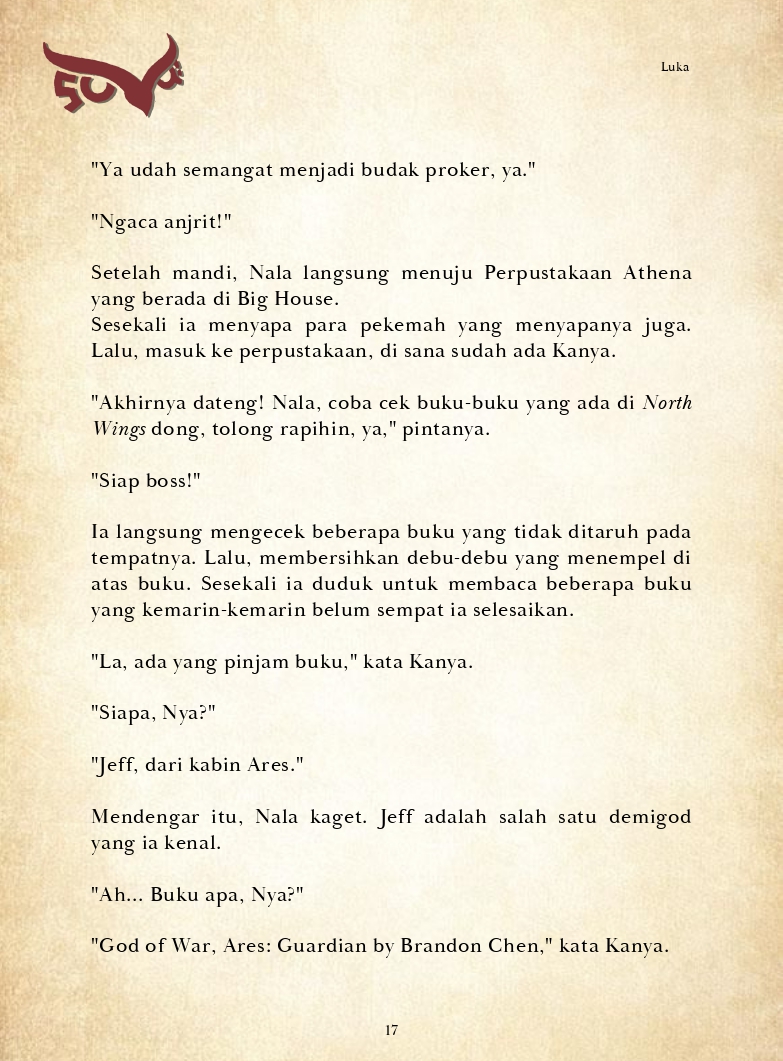 Luka
"Ya udah semangat menjadi budak proker, ya."
"Ngaca anjrit!"
Setelah mandi, Nala langsung menuju Perpustakaan Athena
yang berada di Big House.
Sesekali ia menyapa para pekemah yang menyapanya juga.
Lalu, masuk ke perpustakaan, di sana sudah ada Kanya.
"Akhirnya dateng! Nala, coba cek buku-buku yang ada di North
Wings dong, tolong rapihin, ya," pintanya.
"Siap boss!"
Ia langsung mengecek beberapa buku yang tidak ditaruh pada
tempatnya. Lalu, membersihkan debu-debu yang menempel di
atas buku. Sesekali ia duduk untuk membaca beberapa buku
yang kemarin-kemarin belum sempat ia selesaikan.
"La, ada yang pinjam buku," kata Kanya.
"Siapa, Nya?"
"Jeff, dari kabin Ares."
Mendengar itu, Nala kaget. Jeff adalah salah satu demigod
yang ia kenal.
"Ah... Buku apa, Nya?"
"God of War, Ares: Guardian by Brandon Chen," kata Kanya.
17